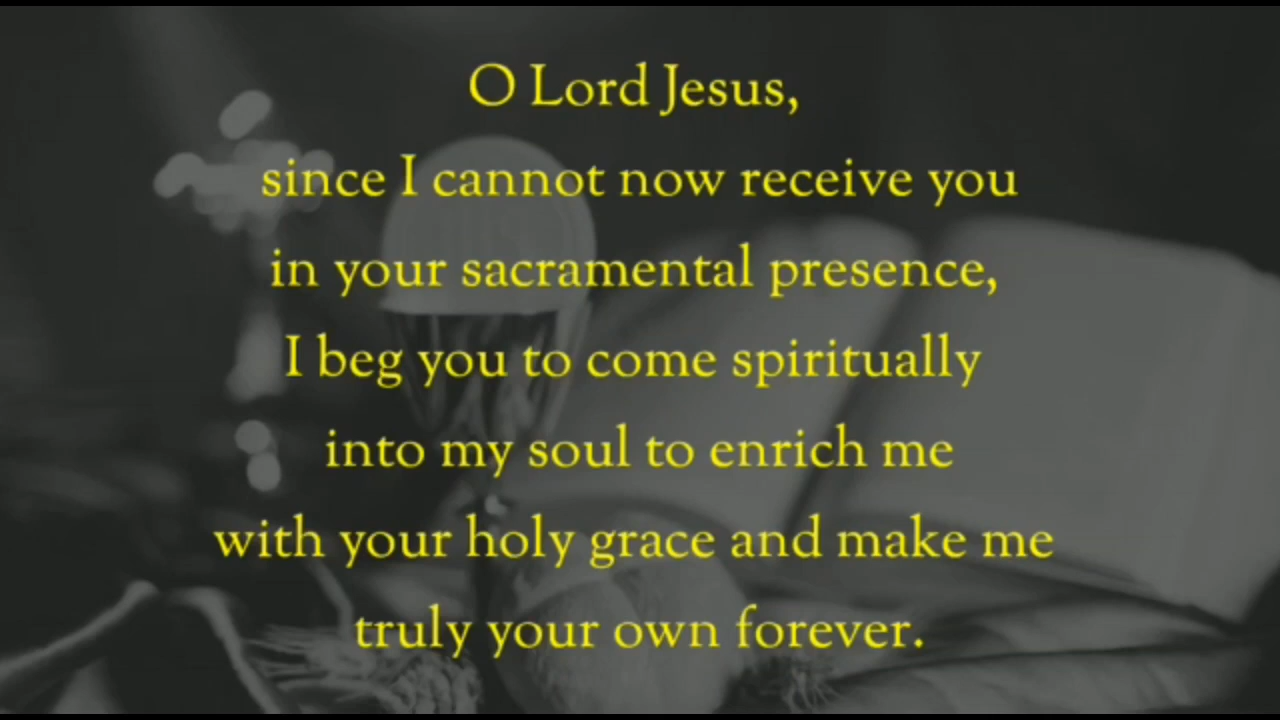 O Lord Jesus,
since I cannot now receive you
in your sacramental presence,
I beg you to come spiritually
into my soul to enrich me
with your holy grace and make me
truly your own forever.